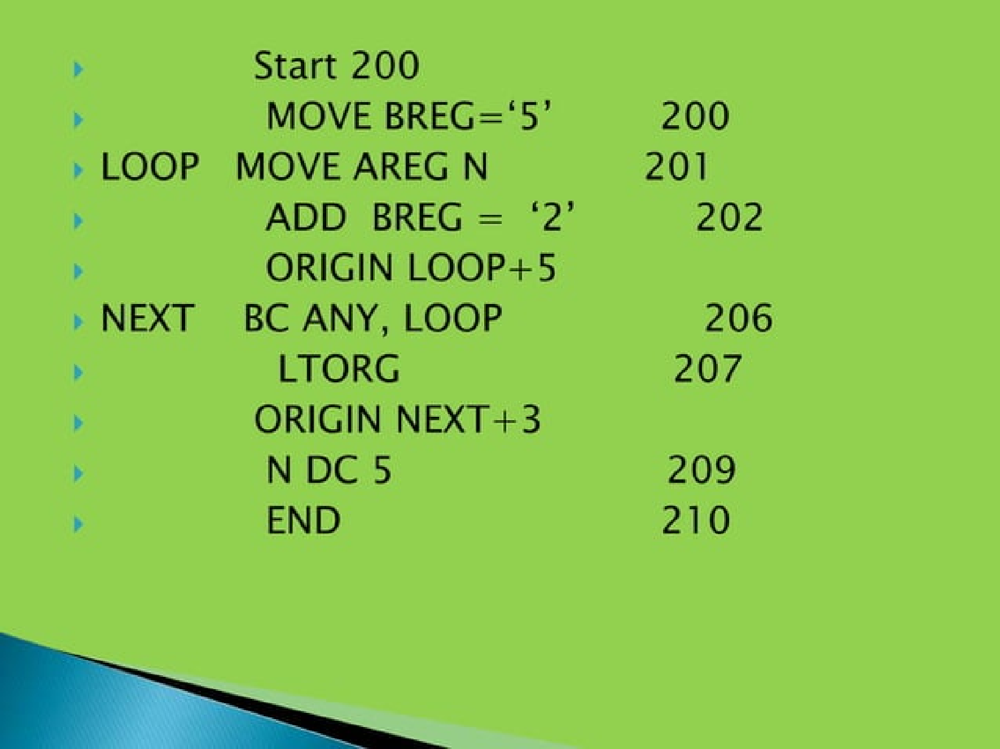 Start 200
MOVE BREG=‘5’ 200
LOOP MOVE AREG N 201
ADD BREG = ‘2’ 202
ORIGIN LOOP+5
NEXT BC ANY, LOOP 206
LTORG 207
ORIGIN NEXT+3
N DC 5 209
END 210